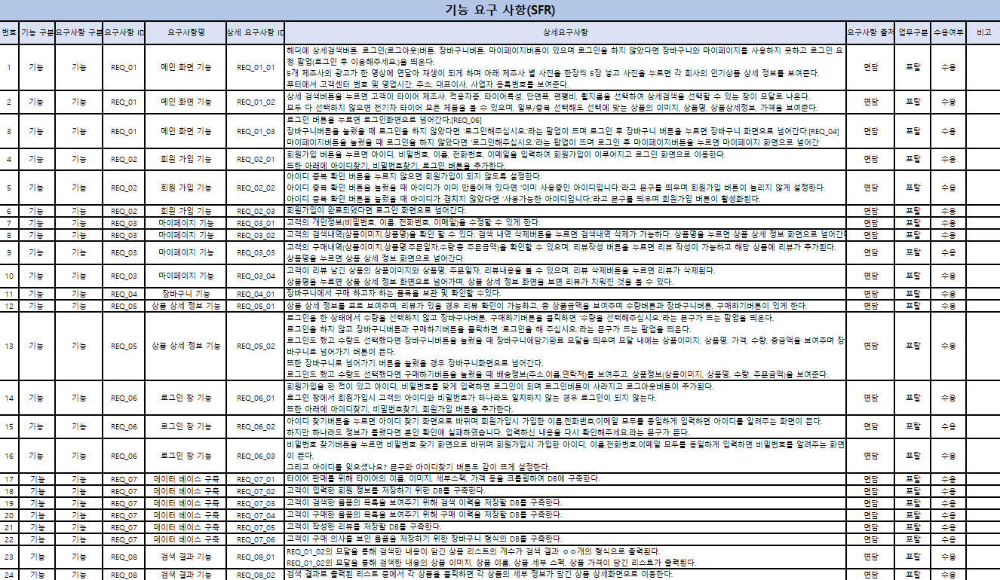 기능 요구 사항(SFR)
번호 기능 구분 요구사항 구분 요구사항 ID 요구사항명 상세 요구사항 ID 상세요구사항 요구사항 출처 업무구분 수용여부 비고
1 기능 기능 REQ_01 메인 화면 기능 REQ_01_01 헤더에 상세검색버튼, 로그인(로그아웃)버튼, 장바구니버튼, 마이페이지버튼이 있으며 로그인을 하지 않았다면 장바구니와 마이페이지를 사용하지 못하고 로그인 요 면담 포탈 수용
청 팝업(로그인 후 이용해주세요.)을 띄운다.
5개 제조사의 광고가 한 영상에 연달아 재생이 되게 하며 아래 제조사 별 사진을 한장씩 5장 넣고 사진을 누르면 각 회사의 인기상품 상세 정보를 보여준다.
푸터에서 고객센터 번호 및 영업시간, 주소, 대표이사, 사업자 등록번호를 보여준다.
2 기능 기능 REQ_01 메인 화면 기능 REQ_01_02 상세 검색버튼을 누르면 고객이 타이어 제조사, 적용차종, 타이어특성, 단면폭, 편평비, 휠지름을 선택하여 상세검색을 선택할 수 있는 창이 모달로 나온다. 면담 포탈 수용
모두 다 선택하지 않으면 전기차 타이어 모든 제품을 볼 수 있으며, 일부/중복 선택해도 선택에 맞는 상품의 이미지, 상품명, 상품상세정보, 가격을 보여준다.
3 기능 기능 REQ_01 메인 화면 기능 REQ_01_03 로그인 버튼을 누르면 로그인화면으로 넘어간다.[REQ_06] 면담 포탈 수용
장바구니버튼을 눌렀을 때 로그인을 하지 않았다면 '로그인해주십시오.'라는 팝업이 뜨며 로그인 후 장바구니 버튼을 누르면 장바구니 화면으로 넘어간다.[REQ_04]
마이페이지버튼을 눌렀을 때 로그인을 하지 않았다면 '로그인해주십시오.'라는 팝업이 뜨며 로그인 후 마이페이지버튼을 누르면 마이페이지 화면으로 넘어간
4 기능 기능 REQ_02 회원 가입 기능 REQ_02_01 회원가입 버튼을 누르면 아이디, 비밀번호, 이름, 전화번호, 이메일을 입력하여 회원가입이 이루어지고 로그인 화면으로 이동한다. 면담 포탈 수용
또한 아래에 아이디찾기, 비밀번호찾기, 로그인 버튼을 추가한다.
5 기능 기능 REQ_02 회원 가입 기능 REQ_02_02 아이디 중복 확인 버튼을 누르지 않으면 회원가입이 되지 않도록 설정한다. 면담 포탈 수용
아이디 중복 확인 버튼을 눌렀을 때 아이디가 이미 만들어져 있다면 '이미 사용중인 아이디입니다.'라고 문구를 띄우며 회원가입 버튼이 눌리지 않게 설정한다.
아이디 중복 확인 버튼을 눌렀을 때 아이디가 겹치지 않았다면 '사용가능한 아이디입니다.'라고 문구를 띄우며 회원가입 버튼이 활성화된다.
6 기능 기능 REQ_02 회원 가입 기능 REQ_02_03 회원가입이 완료되었다면 로그인 화면으로 넘어간다. 면담 포탈 수용
7 기능 기능 REQ_03 마이페이지 기능 REQ_03_01 고객의 개인정보(비밀번호, 이름, 전화번호, 이메일)을 수정할 수 있게 한다. 면담 포탈 수용
8 기능 기능 REQ_03 마이페이지 기능 REQ_03_02 고객의 검색내역(상품이미지,상품명)을 확인 할 수 있다. 검색 내역 삭제버튼을 누르면 검색내역 삭제가 가능하다. 상품명을 누르면 상품 상세 정보 화면으로 넘어간다 면담 포탈 수용
9 기능 기능 REQ_03 마이페이지 기능 REQ_03_03 고객의 구매내역(상품이미지,상품명,주문일자,수량,총 주문금액)을 확인할 수 있으며, 리뷰작성 버튼을 누르면 리뷰 작성이 가능하고 해당 상품에 리뷰가 추가된다. 면담 포탈 수용
상품명을 누르면 상품 상세 정보 화면으로 넘어간다.
10 기능 기능 REQ_03 마이페이지 기능 REQ_03_04 고객이 리뷰 남긴 상품의 상품이미지와 상품명, 주문일자, 리뷰내용을 볼 수 있으며, 리뷰 삭제버튼을 누르면 리뷰가 삭제된다. 면담 포탈 수용
상품명을 누르면 상품 상세 정보 화면으로 넘어가며, 상품 상세 정보 화면을 보면 리뷰가 지워진 것을 볼 수 있다.
11 기능 기능 REQ_04 장바구니 기능 REQ_04_01 장바구니에서 구매 하고자 하는 품목을 보관 및 확인할 수있다. 면담 포탈 수용
12 기능 기능 REQ_05 상품 상세 정보 기능 REQ_05_01 상품 상세 정보를 표로 보여주며, 리뷰가 있을 경우 리뷰 확인이 가능하고, 총 상품금액을 보여주며 수량버튼과 장바구니버튼, 구매하기버튼이 있게 한다. 면담 포탈 수용
13 기능 기능 REQ_05 상품 상세 정보 기능 REQ_05_02 로그인을 한 상태에서 수량을 선택하지 않고 장바구나버튼, 구매하기버튼을 클릭하면 '수량을 선택해주십시오.'라는 문구가 뜨는 팝업을 띄운다. 면담 포탈 수용
로그인을 하지 않고 장바구니버튼과 구매하기버튼을 클릭하면 '로그인을 해 주십시오.'라는 문구가 뜨는 팝업을 띄운다.
로그인도 했고 수량도 선택했다면 장바구니버튼을 눌렀을 때 장바구니에담기완료 모달을 띄우며 모달 내에는 상품이미지, 상품명, 가격, 수량, 총금액을 보여주며 장
바구니로 넘어가기 버튼이 뜬다.
또한 장바구니로 넘어가기 버튼을 눌렀을 경우 장바구니화면으로 넘어간다.
로그인도 했고 수량도 선택했다면 구매하기버튼을 눌렀을 때 배송정보(주소,이름,연락처)를 보여주고, 상품정보(상품이미지, 상품명, 수량, 주문금액)을 보여준다.
14 기능 기능 REQ_06 로그인 창 기능 REQ_06_01 회원가입을 한 적이 있고 아이디, 비밀번호를 맞게 입력하면 로그인이 되며 로그인버튼이 사라지고 로그아웃버튼이 추가된다. 면담 포탈 수용
로그인 창에서 회원가입시 고객의 아이디와 비밀번호가 하나라도 일치하지 않는 경우 로그인이 되지 않는다.
또한 아래에 아이디찾기, 비밀번호찾기, 회원가입 버튼을 추가한다.
15 기능 기능 REQ_06 로그인 창 기능 REQ_06_02 아이디 찾기버튼을 누르면 아이디 찾기 화면으로 바뀌며 회원가입시 가입한 이름,전화번호,이메일 모두를 동일하게 입력하면 아이디를 알려주는 화면이 뜬다. 면담 포탈 수용
하지만 하나라도 정보가 틀렸다면 본인 확인에 실패하였습니다. 입력하신 내용을 다시 확인해주세요.라는 문구가 뜬다.
16 기능 기능 REQ_06 로그인 창 기능 REQ_06_03 비밀번호 찾기버튼을 누르면 비밀번호 찾기 화면으로 바뀌며 회원가입시 가입한 아이디, 이름,전화번호,이메일 모두를 동일하게 입력하면 비밀번호를 알려주는 화면 면담 포탈 수용
이 뜬다.
그리고 아이디를 잊으셨나요? 문구와 아이디찾기 버튼도 같이 뜨게 설정한다.
17 기능 기능 REQ_07 데이터 베이스 구축 REQ_07_01 타이어 판매를 위해 타이어의 이름, 이미지, 세부스펙, 가격 등을 크롤링하여 DB에 구축한다. 면담 포탈 수용
18 기능 기능 REQ_07 데이터 베이스 구축 REQ_07_02 고객이 입력한 회원 정보를 저장하기 위한 DB를 구축한다. 면담 포탈 수용
19 기능 기능 REQ_07 데이터 베이스 구축 REQ_07_03 고객이 검색한 물품의 목록을 보여주기 위해 검색 이력을 저장할 DB를 구축한다. 면담 포탈 수용
20 기능 기능 REQ_07 데이터 베이스 구축 REQ_07_04 고객이 구매한 물품의 목록을 보여주기 위해 구매 이력을 저장할 DB를 구축한다. 면담 포탈 수용
21 기능 기능 REQ_07 데이터 베이스 구축 REQ_07_05 고객이 작성한 리뷰를 저장할 DB를 구축한다. 면담 포탈 수용
22 기능 기능 REQ_07 데이터 베이스 구축 REQ_07_06 고객이 구매 의사를 보인 물품을 저장하기 위한 장바구니 형식의 DB를 구축한다. 면담 포탈 수용
23 기능 기능 REQ_08 검색 결과 기능 REQ_08_01 REQ_01_02의 모달을 통해 검색한 내용이 담긴 상품 리스트의 개수가 검색 결과 ㅇㅇ개의 형식으로 출력된다. 면담 포탈 수용
REQ_01_02의 모달을 통해 검색한 내용의 상품 이미지, 상품 이름, 상품 세부 스펙, 상품 가격이 담긴 리스트가 출력된다.
24 기능 기능 REQ_08 검색 결과 기능 REQ_08_02 검색 결과로 출력된 리스트 중에서 각 상품을 클릭하면 각 상품의 세부 정보가 담긴 상품 상세화면으로 이동한다. 면담 포탈 수용